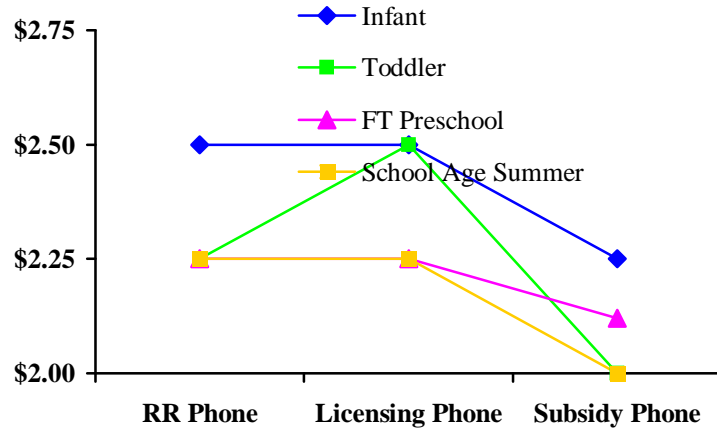 $2.75
Infant
Toddler
FT Preschool
$2.50
School Age Summer
$2.25
$2.00
RR Phone
Licensing Phone
Subsidy Phone